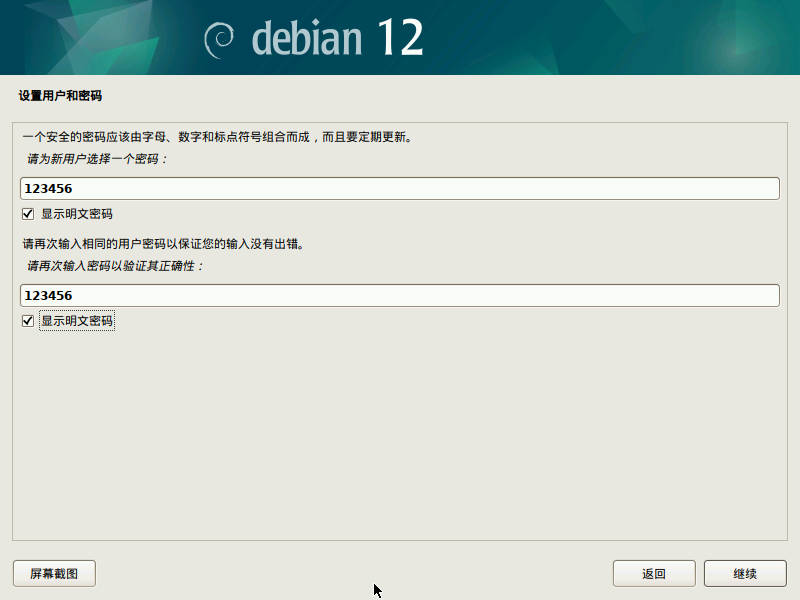 debian 12
设置用户和密码
一个安全的密码应该由字母、数字和标点符号组合而成，而且要定期更新。
请为新用户选择一个密码：
123456
显示明文密码
请再次输入相同的用户密码以保证您的输入没有出错。
请再次输入密码以验证其正确性：
123456
显示明文密码
屏幕截图
返回
继续